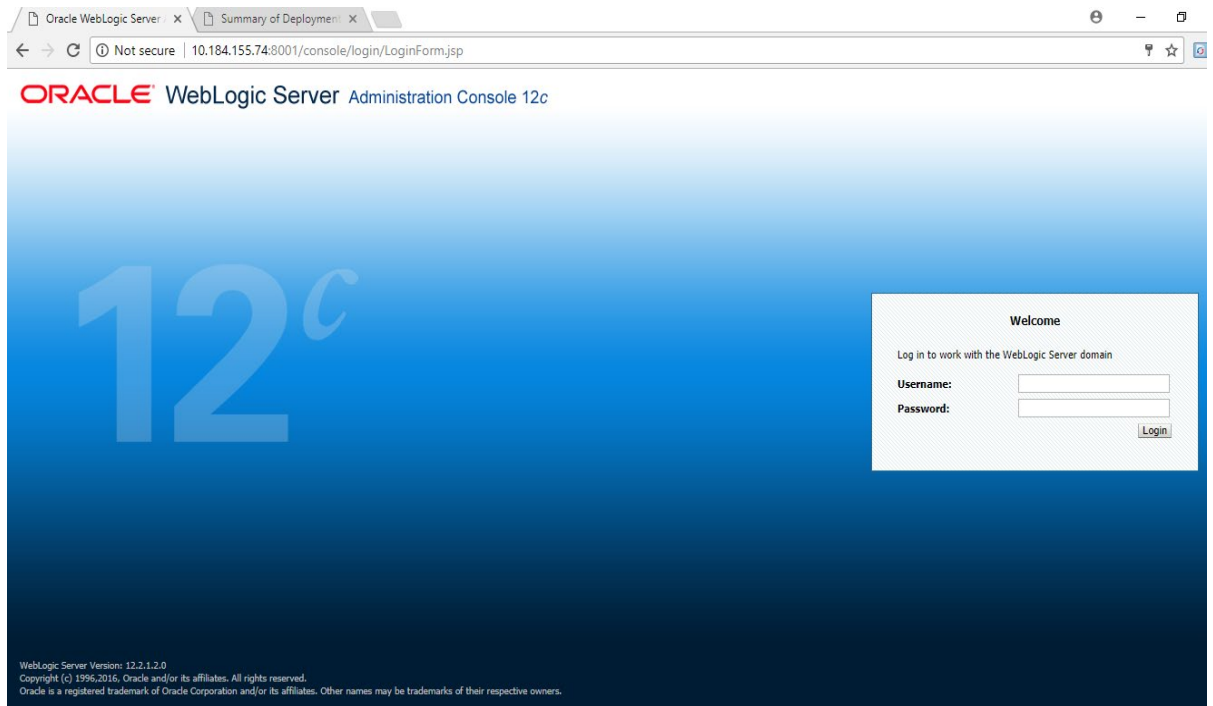 Oracle WebLogic Server
Summary of Deployment
Not secure | 10.184.155.74:8001/console/login/LoginForm.jsp
ORACLE WebLogic Server Administration Console 12c
12c
Welcome
Log in to work with the WebLogic Server domain
Username:
Password:
Login
WebLogic Server Version: 12.2.1.2.0
Copyright (c) 1996,2016, Oracle and/or its affiliates. All rights reserved.
Oracle is a registered trademark of Oracle Corporation and/or its affiliates. Other names may be trademarks of their respective owners.